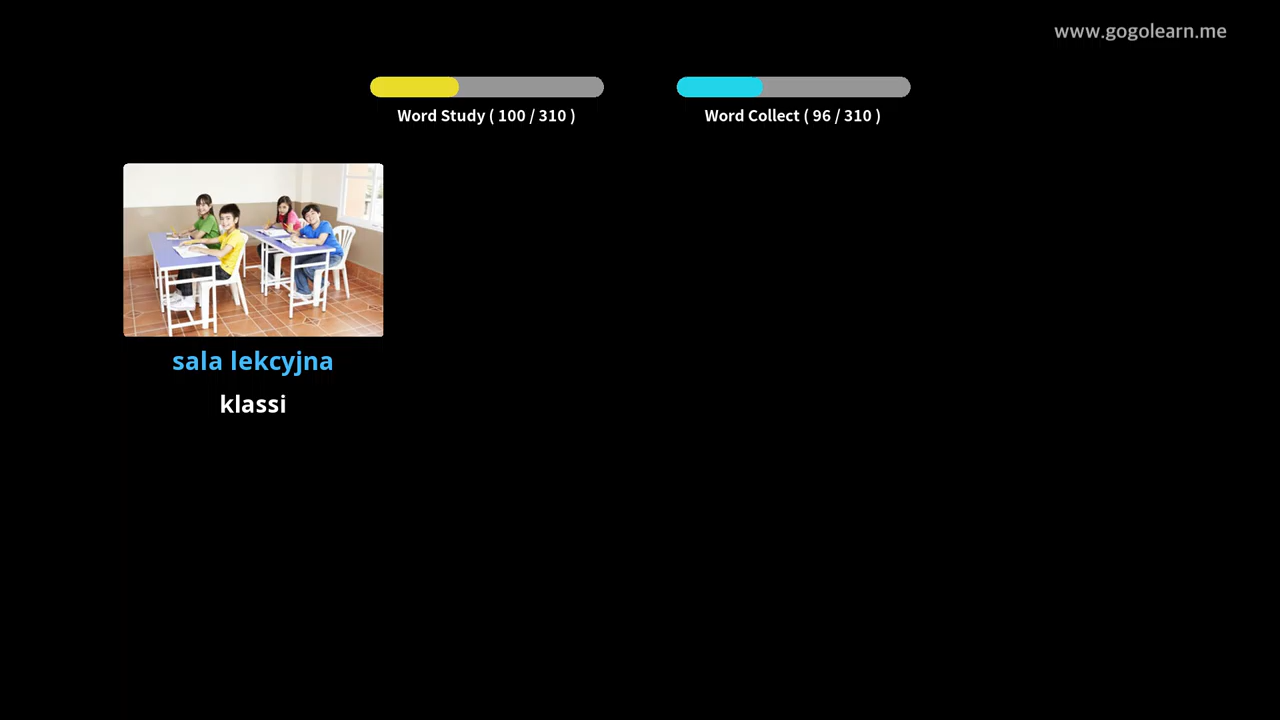 www.gogolearn.me
Word Study ( 100 / 310 )
Word Collect ( 96 / 310 )
sala lekcyjna
klassi